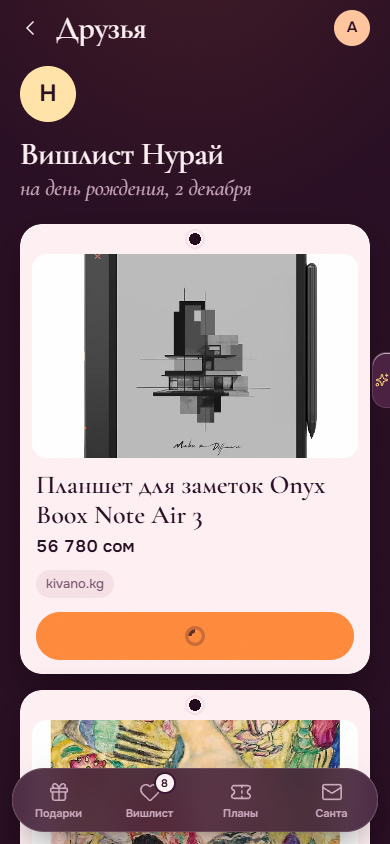 Друзья
А
Н
Вишлист Нурай
на день рождения, 2 декабря
Планшет для заметок Onyx
Boox Note Air 3
56 780 сом
kivano.kg
8
Подарки
Вишлист
Планы
Санта